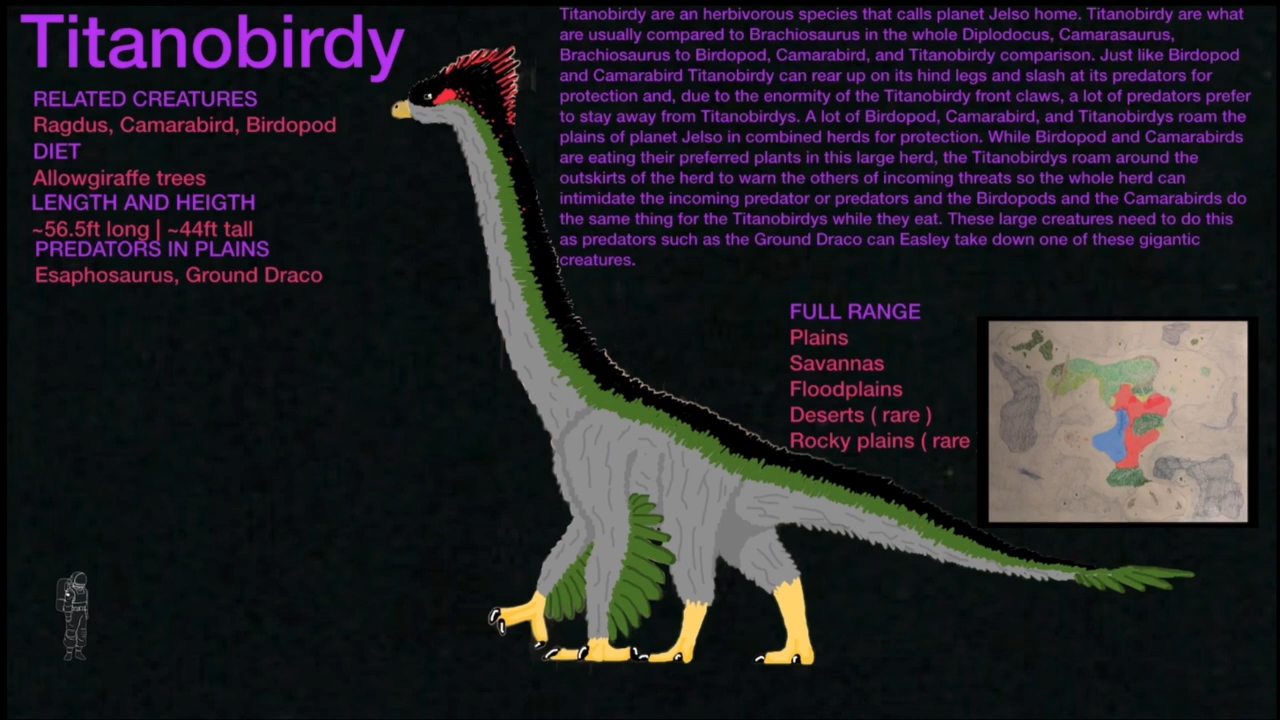 Titanobirdy
RELATED CREATURES
Ragdus, Camarabird, Birdopod
DIET
Allowgiraffe trees
LENGTH AND HEIGTH
~56.5ft long | ~44ft tall
PREDATORS IN PLAINS
Esaphosaurus, Ground Draco
Titanobirdy are an herbivorous species that calls planet Jelso home. Titanobirdy are what
are usually compared to Brachiosaurus in the whole Diplodocus, Camarasaurus,
Brachiosaurus to Birdopod, Camarabird, and Titanobirdy comparison. Just like Birdopod
and Camarabird Titanobirdy can rear up on its hind legs and slash at its predators for
protection and, due to the enormity of the Titanobirdy front claws, a lot of predators prefer
to stay away from Titanobirdys. A lot of Birdopod, Camarabird, and Titanobirdys roam the
plains of planet Jelso in combined herds for protection. While Birdopod and Camarabirds
are eating their preferred plants in this large herd, the Titanobirdys roam around the
outskirts of the herd to warn the others of incoming threats so the whole herd can
intimidate the incoming predator or predators and the Birdopods and the Camarabirds do
the same thing for the Titanobirdys while they eat. These large creatures need to do this
as predators such as the Ground Draco can Easley take down one of these gigantic
creatures.
FULL RANGE
Plains
Savannas
Floodplains
Deserts ( rare )
Rocky plains ( rare